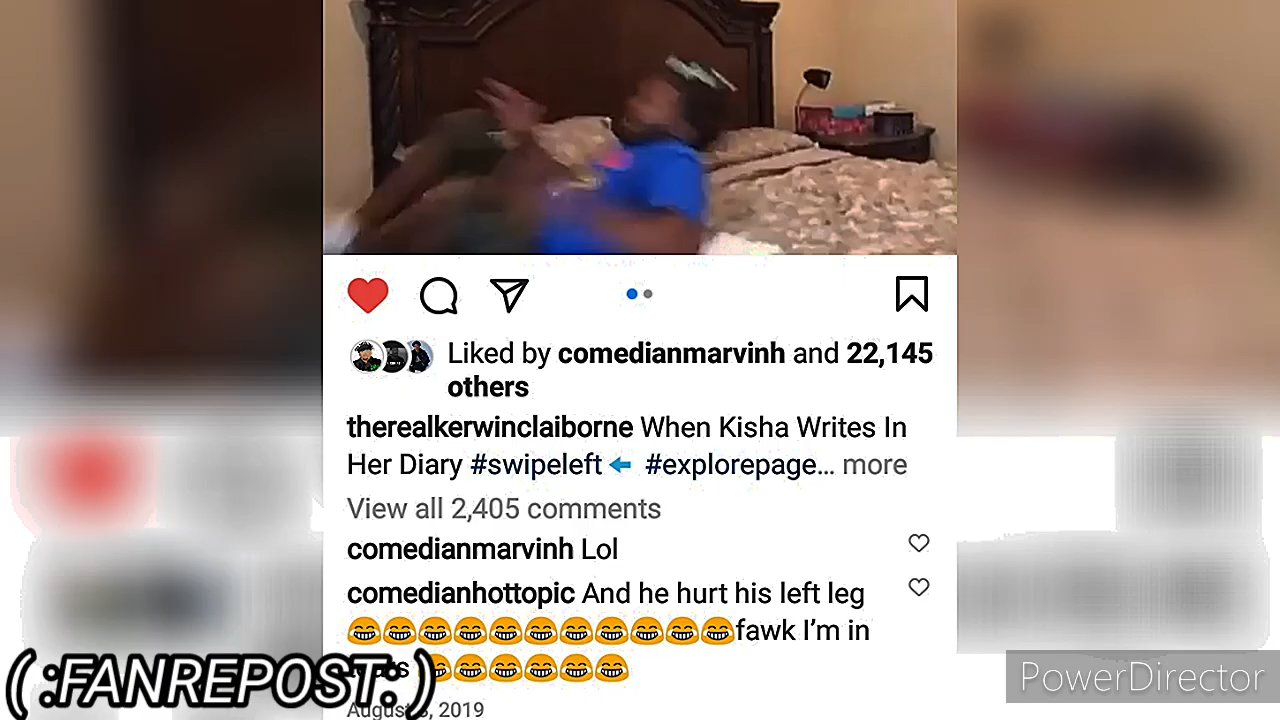 Liked by comedianmarvinh and 22,145
others
therealkerwinclaiborne When Kisha Writes In
Her Diary #swipeleft #explorepage... more
View all 2,405 comments
comedianmarvinh Lol
comedianhottopic And he hurt his left leg
😂😂😂😂😂😂😂😂😂😂😂fawk I’m in
😂😂😂😂😂😂
(:FANREPOST:)
2019
PowerDirector